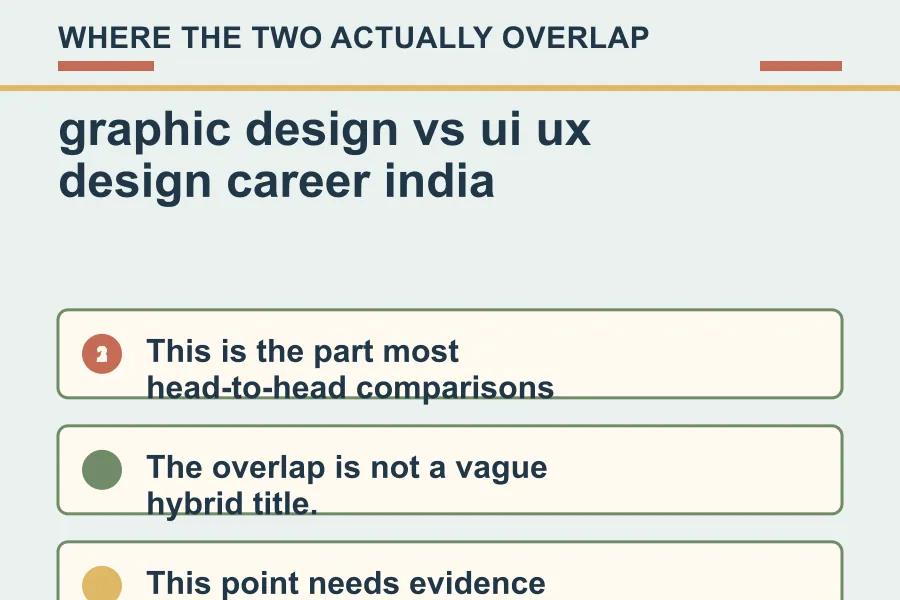 WHERE THE TWO ACTUALLY OVERLAP
graphic design vs ui ux
design career india
This is the part most
head-to-head comparisons
The overlap is not a vague
hybrid title.
This point needs evidence